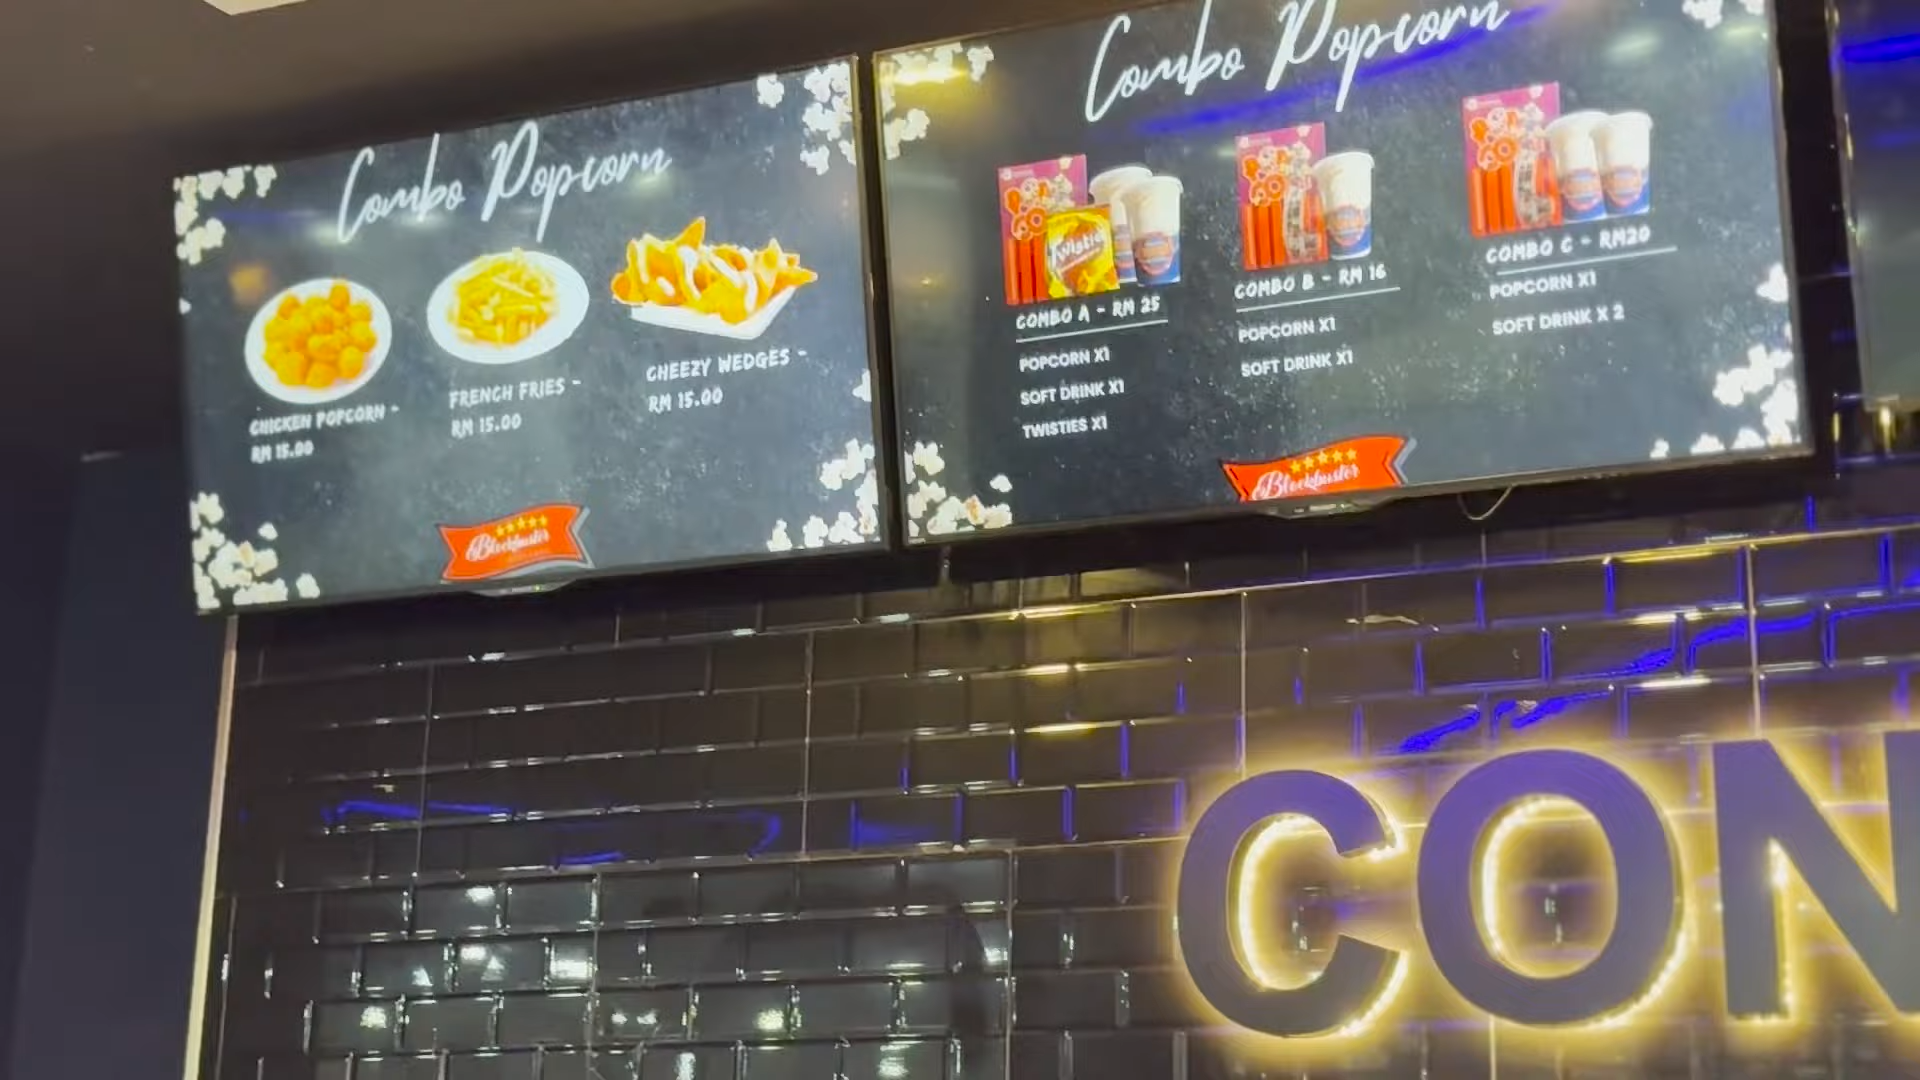 Combo Popcorn
CHICKEN POPCORN -
RM 15.00
FRENCH FRIES -
RM 15.00
CHEEZY WEDGES -
RM 15.00
Blockbuster
Combo Popcorn
Twisties
COMBO A - RM 25
POPCORN X1
SOFT DRINK X1
TWISTIES X1
COMBO B - RM 16
POPCORN X1
SOFT DRINK X1
COMBO C - RM20
POPCORN X1
SOFT DRINK X 2
Blockbuster
CON